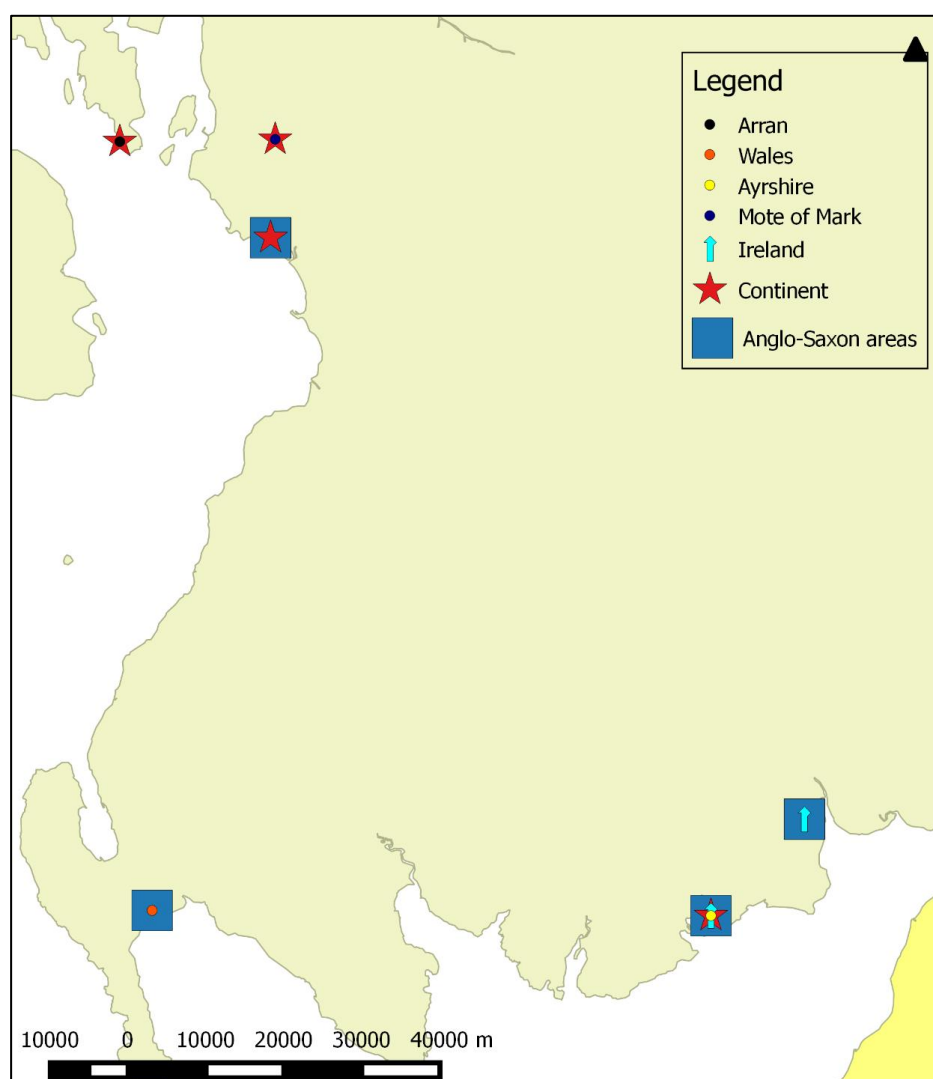 Legend
Arran
Wales
Ayrshire
Mote of Mark
Ireland
Continent
Anglo-Saxon areas
10000 0 10000 20000 30000 40000 m